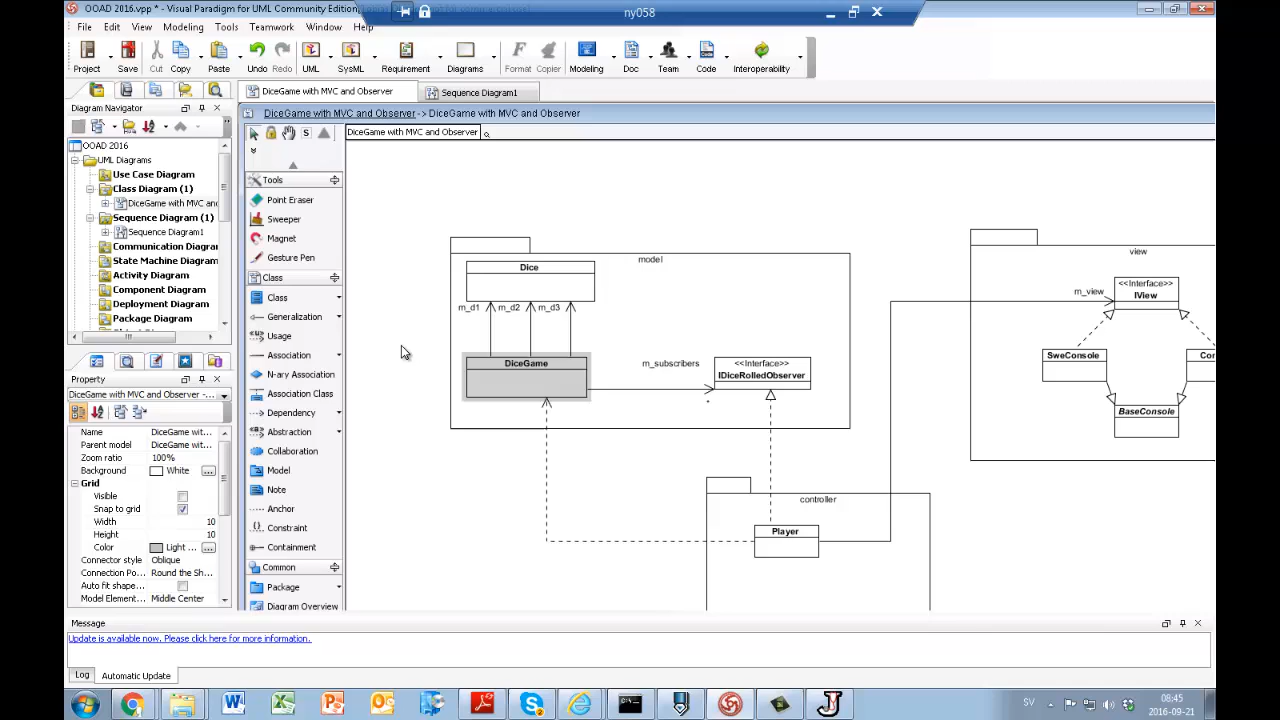 OOAD 2016.vpp * - Visual Paradigm for UML Community Edition
ny058
File Edit View Modeling Tools Teamwork Window Help
Project Save Cut Copy Paste Undo Redo UML SysML Requirement Diagrams Format Copier Modeling Doc Team Code Interoperability
DiceGame with MVC and Observer Sequence Diagram1
Diagram Navigator
DiceGame with MVC and Observer -> DiceGame with MVC and Observer
DiceGame with MVC and Observer
OOAD 2016
UML Diagrams
Use Case Diagram
Class Diagram (1)
DiceGame with MVC and
Sequence Diagram (1)
Sequence Diagram1
Communication Diagram
State Machine Diagram
Activity Diagram
Component Diagram
Deployment Diagram
Package Diagram
Property
DiceGame with MVC and Observer -
Name DiceGame wit...
Parent model DiceGame wit...
Zoom ratio 100%
Background White ...
Grid
Visible
Snap to grid
Width 10
Height 10
Color Light ... ...
Connector style Oblique
Connection Po... Round the Sh...
Auto fit shape...
Model Element... Middle Center
S
Tools
Point Eraser
Sweeper
Magnet
Gesture Pen
Class
Class
Generalization
Usage
Association
N-ary Association
Association Class
Dependency
Abstraction
Collaboration
Model
Note
Anchor
Constraint
Containment
Common
Package
Diagram Overview
model
Dice
m_d1 m_d2 m_d3
DiceGame
m_subscribers
<<Interface>>
IDiceRolledObserver
*
controller
Player
view
m_view
<<Interface>>
IView
SweConsole
BaseConsole
Message
Update is available now. Please click here for more information.
Log Automatic Update
SV
08:45
2016-09-21